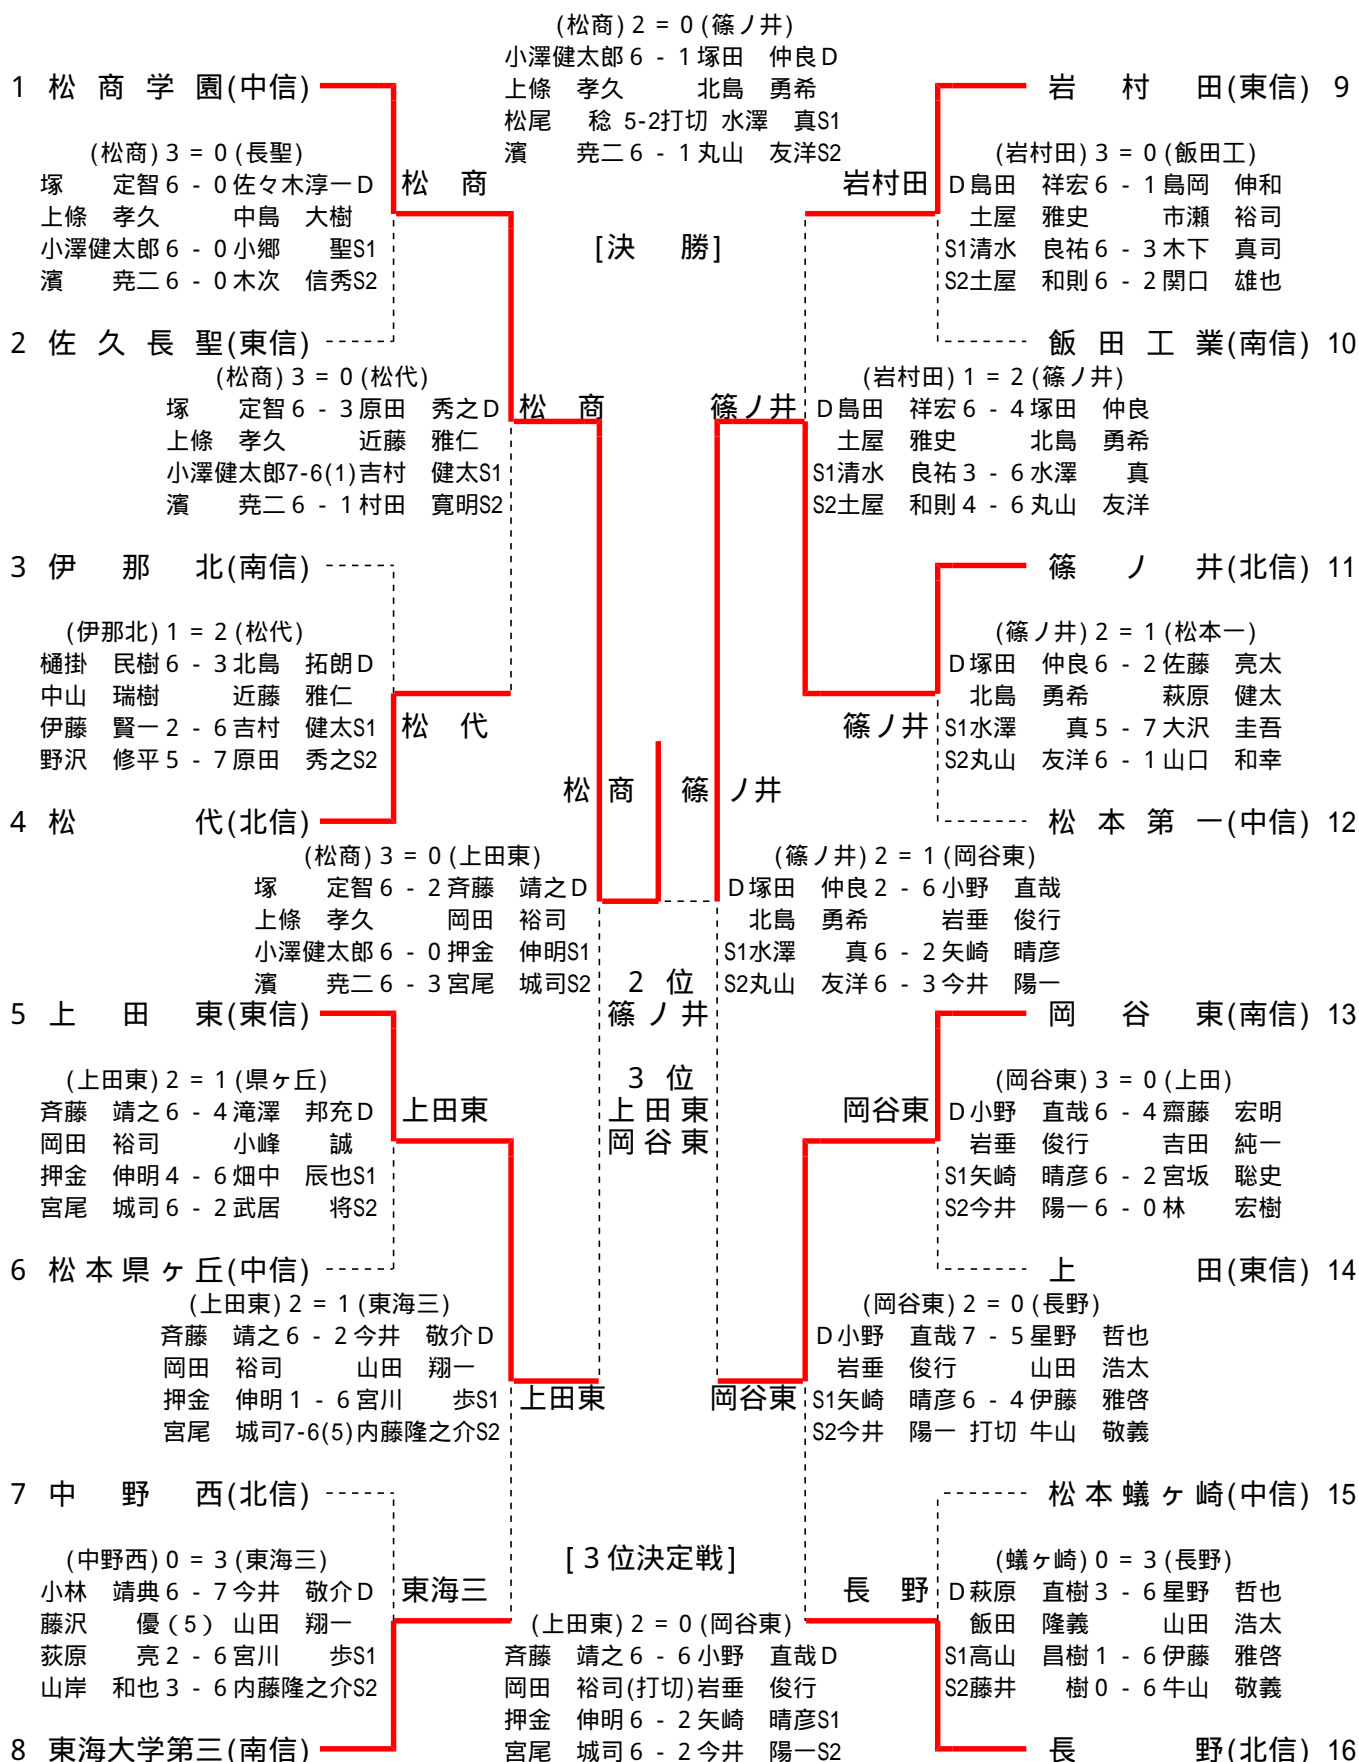 (松商) 2 = 0 (篠ノ井)
小澤健太郎 6 - 1 塚田 仲良 D
上條 孝久 北島 勇希
松尾 稔 5-2打切 水澤 真S1
濱 尭二 6 - 1 丸山 友洋S2
[決 勝]
1 松商学園(中信)
(松商) 3 = 0 (長聖)
塚 定智 6 - 0 佐々木淳一 D
上條 孝久 中島 大樹
小澤健太郎 6 - 0 小郷 聖S1
濱 尭二 6 - 0 木次 信秀S2
松 商
2 佐久長聖(東信)
(松商) 3 = 0 (松代)
塚 定智 6 - 3 原田 秀之 D
上條 孝久 近藤 雅仁
小澤健太郎7-6(1)吉村 健太S1
濱 尭二 6 - 1 村田 寛明S2
松 商
3 伊那北(南信)
(伊那北) 1 = 2 (松代)
樋掛 民樹 6 - 3 北島 拓朗 D
中山 瑞樹 近藤 雅仁
伊藤 賢一 2 - 6 吉村 健太S1
野沢 修平 5 - 7 原田 秀之S2
松 代
4 松代(北信)
(松商) 3 = 0 (上田東)
塚 定智 6 - 2 斉藤 靖之 D
上條 孝久 岡田 裕司
小澤健太郎 6 - 0 押金 伸明S1
濱 尭二 6 - 3 宮尾 城司S2
松 商
5 上田東(東信)
(上田東) 2 = 1 (県ヶ丘)
斉藤 靖之 6 - 4 滝澤 邦充 D
岡田 裕司 小峰 誠
押金 伸明 4 - 6 畑中 辰也S1
宮尾 城司 6 - 2 武居 将S2
上田東
6 松本県ヶ丘(中信)
(上田東) 2 = 1 (東海三)
斉藤 靖之 6 - 2 今井 敬介 D
岡田 裕司 山田 翔一
押金 伸明 1 - 6 宮川 歩S1
宮尾 城司7-6(5)内藤隆之介S2
上田東
7 中野西(北信)
(中野西) 0 = 3 (東海三)
小林 靖典 6 - 7 今井 敬介 D
藤沢 優 (5) 山田 翔一
荻原 亮 2 - 6 宮川 歩S1
山岸 和也 3 - 6 内藤隆之介S2
東海三
8 東海大学第三(南信)
岩村田(東信) 9
(岩村田) 3 = 0 (飯田工)
D 島田 祥宏 6 - 1 島岡 伸和
土屋 雅史 市瀬 裕司
S1清水 良祐 6 - 3 木下 真司
S2土屋 和則 6 - 2 関口 雄也
岩村田
飯田工業(南信) 10
(岩村田) 1 = 2 (篠ノ井)
D 島田 祥宏 6 - 4 塚田 仲良
土屋 雅史 北島 勇希
S1清水 良祐 3 - 6 水澤 真
S2土屋 和則 4 - 6 丸山 友洋
篠ノ井
篠ノ井(北信) 11
(篠ノ井) 2 = 1 (松本一)
D 塚田 仲良 6 - 2 佐藤 亮太
北島 勇希 萩原 健太
S1水澤 真 5 - 7 大沢 圭吾
S2丸山 友洋 6 - 1 山口 和幸
篠ノ井
松本第一(中信) 12
(篠ノ井) 2 = 1 (岡谷東)
D 塚田 仲良 2 - 6 小野 直哉
北島 勇希 岩垂 俊行
S1水澤 真 6 - 2 矢崎 晴彦
S2丸山 友洋 6 - 3 今井 陽一
篠ノ井
岡谷東(南信) 13
(岡谷東) 3 = 0 (上田)
D 小野 直哉 6 - 4 齋藤 宏明
岩垂 俊行 吉田 純一
S1矢崎 晴彦 6 - 2 宮坂 聡史
S2今井 陽一 6 - 0 林 宏樹
岡谷東
上田(東信) 14
(岡谷東) 2 = 0 (長野)
D 小野 直哉 7 - 5 星野 哲也
岩垂 俊行 山田 浩太
S1矢崎 晴彦 6 - 4 伊藤 雅啓
S2今井 陽一 打切 牛山 敬義
岡谷東
松本蟻ヶ崎(中信) 15
(蟻ヶ崎) 0 = 3 (長野)
D 萩原 直樹 3 - 6 星野 哲也
飯田 隆義 山田 浩太
S1高山 昌樹 1 - 6 伊藤 雅啓
S2藤井 樹 0 - 6 牛山 敬義
長 野
長野(北信) 16
2 位
篠ノ井
3 位
上田東
岡谷東
[3位決定戦]
(上田東) 2 = 0 (岡谷東)
斉藤 靖之 6 - 6 小野 直哉 D
岡田 裕司(打切)岩垂 俊行
押金 伸明 6 - 2 矢崎 晴彦S1
宮尾 城司 6 - 2 今井 陽一S2